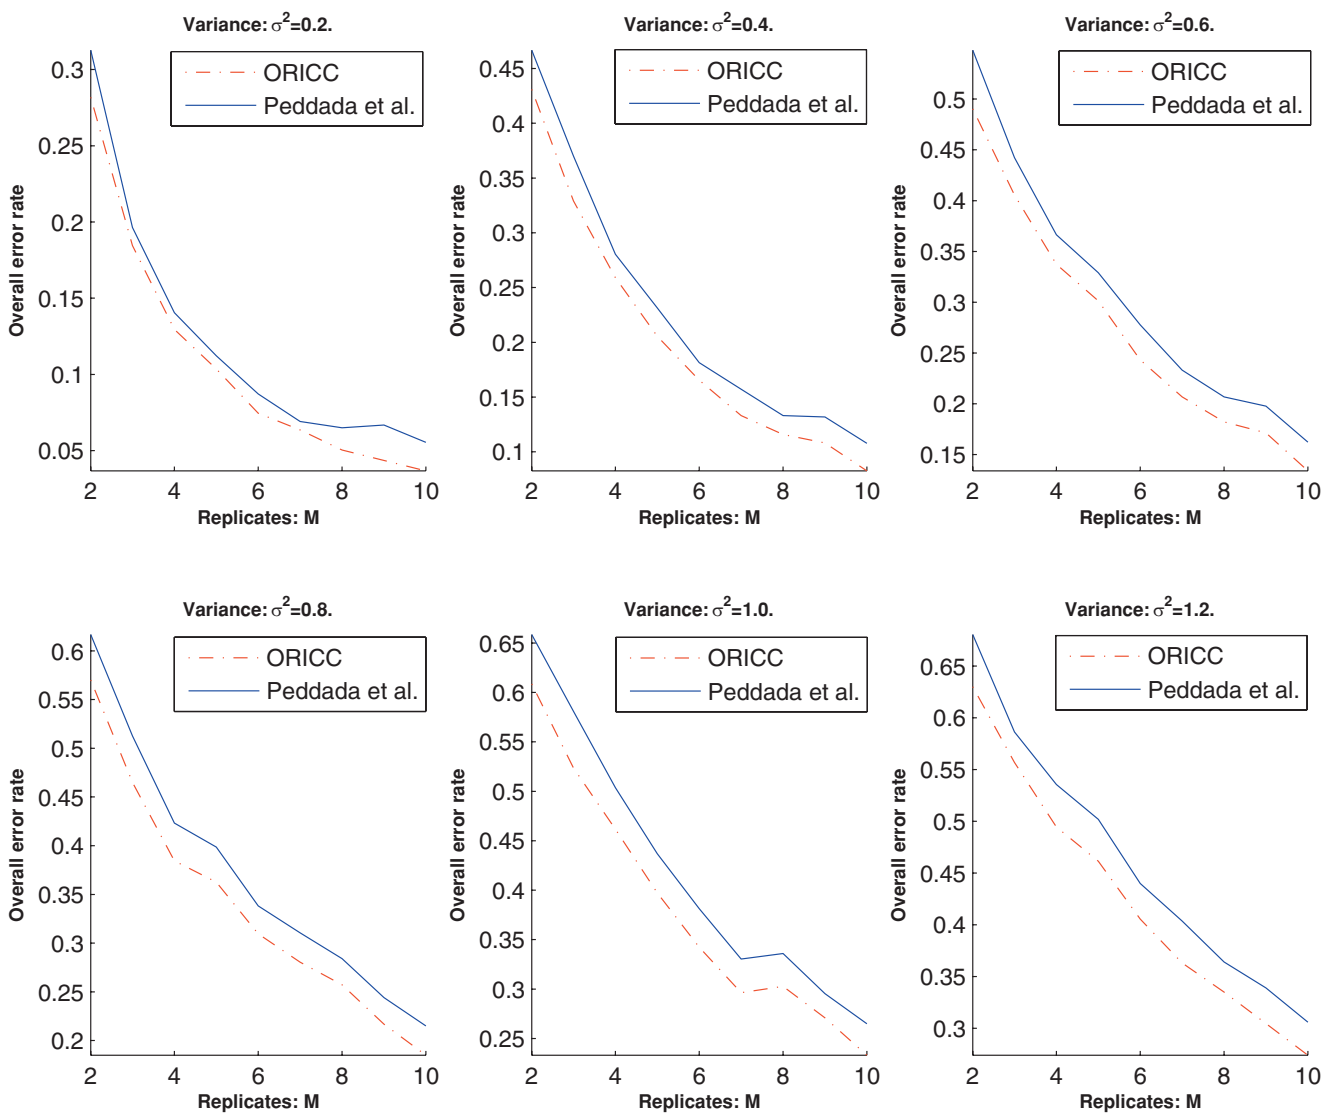 Variance: σ²=0.2.
ORICC
Peddada et al.
0.3
0.25
0.2
0.15
0.1
0.05
Overall error rate
2 4 6 8 10
Replicates: M
Variance: σ²=0.4.
ORICC
Peddada et al.
0.45
0.4
0.35
0.3
0.25
0.2
0.15
0.1
Overall error rate
2 4 6 8 10
Replicates: M
Variance: σ²=0.6.
ORICC
Peddada et al.
0.5
0.45
0.4
0.35
0.3
0.25
0.2
0.15
Overall error rate
2 4 6 8 10
Replicates: M
Variance: σ²=0.8.
ORICC
Peddada et al.
0.6
0.55
0.5
0.45
0.4
0.35
0.3
0.25
0.2
Overall error rate
2 4 6 8 10
Replicates: M
Variance: σ²=1.0.
ORICC
Peddada et al.
0.65
0.6
0.55
0.5
0.45
0.4
0.35
0.3
0.25
Overall error rate
2 4 6 8 10
Replicates: M
Variance: σ²=1.2.
ORICC
Peddada et al.
0.65
0.6
0.55
0.5
0.45
0.4
0.35
0.3
Overall error rate
2 4 6 8 10
Replicates: M